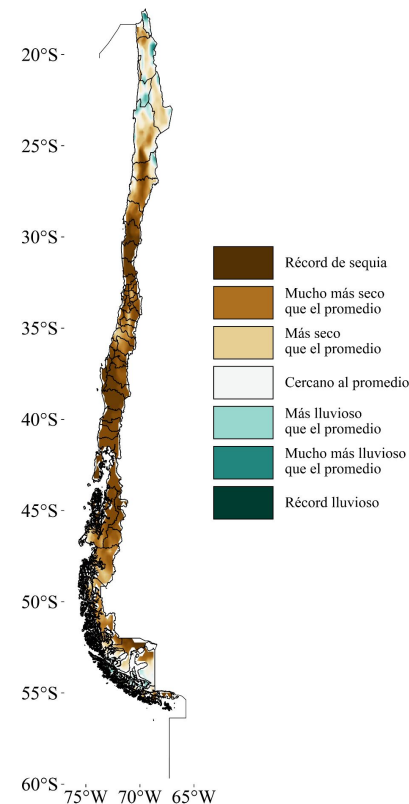 20°S
25°S
30°S
35°S
40°S
45°S
50°S
55°S
60°S
75°W 70°W 65°W
Récord de sequia
Mucho más seco
que el promedio
Más seco
que el promedio
Cercano al promedio
Más lluvioso
que el promedio
Mucho más lluvioso
que el promedio
Récord lluvioso